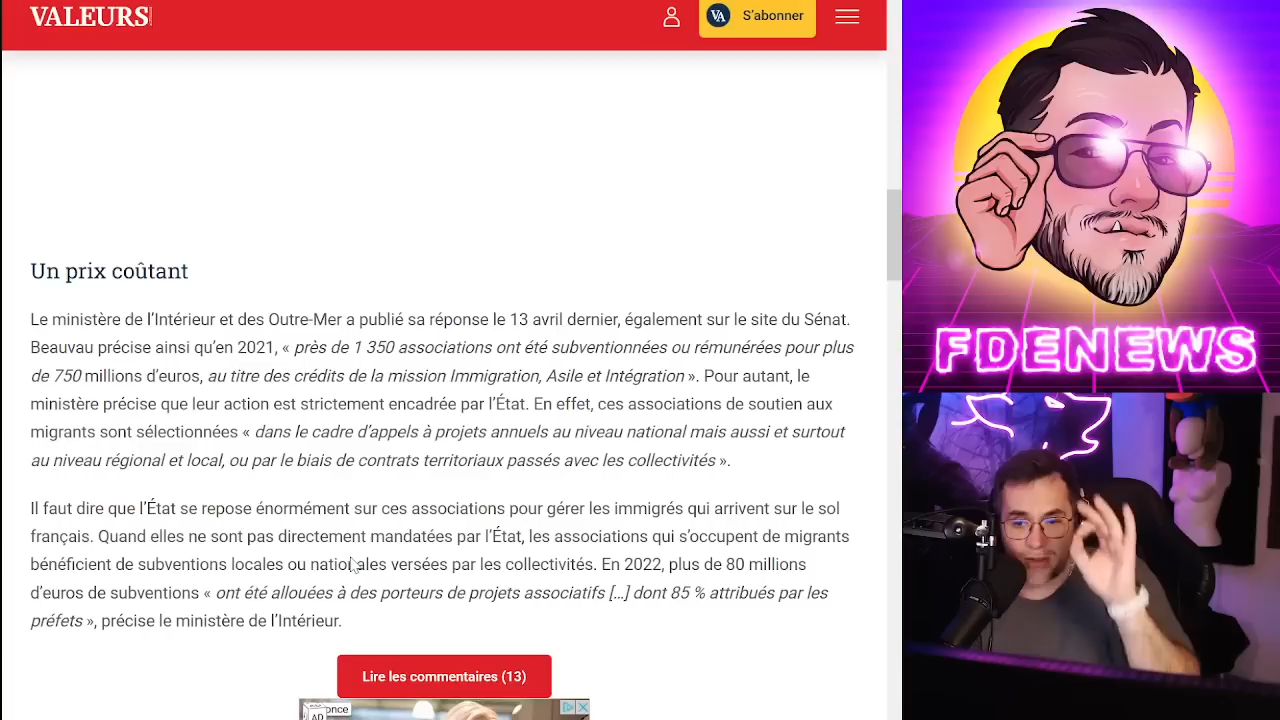 VALEURS
VA S'abonner
Un prix coûtant
Le ministère de l'Intérieur et des Outre-Mer a publié sa réponse le 13 avril dernier, également sur le site du Sénat.
Beauvau précise ainsi qu'en 2021, « près de 1 350 associations ont été subventionnées ou rémunérées pour plus
de 750 millions d'euros, au titre des crédits de la mission Immigration, Asile et Intégration ». Pour autant, le
ministère précise que leur action est strictement encadrée par l'État. En effet, ces associations de soutien aux
migrants sont sélectionnées « dans le cadre d'appels à projets annuels au niveau national mais aussi et surtout
au niveau régional et local, ou par le biais de contrats territoriaux passés avec les collectivités ».
Il faut dire que l'État se repose énormément sur ces associations pour gérer les immigrés qui arrivent sur le sol
français. Quand elles ne sont pas directement mandatées par l'État, les associations qui s'occupent de migrants
bénéficient de subventions locales ou nationales versées par les collectivités. En 2022, plus de 80 millions
d'euros de subventions « ont été allouées à des porteurs de projets associatifs […] dont 85 % attribués par les
préfets », précise le ministère de l'Intérieur.
Lire les commentaires (13)
AD
FDENEWS